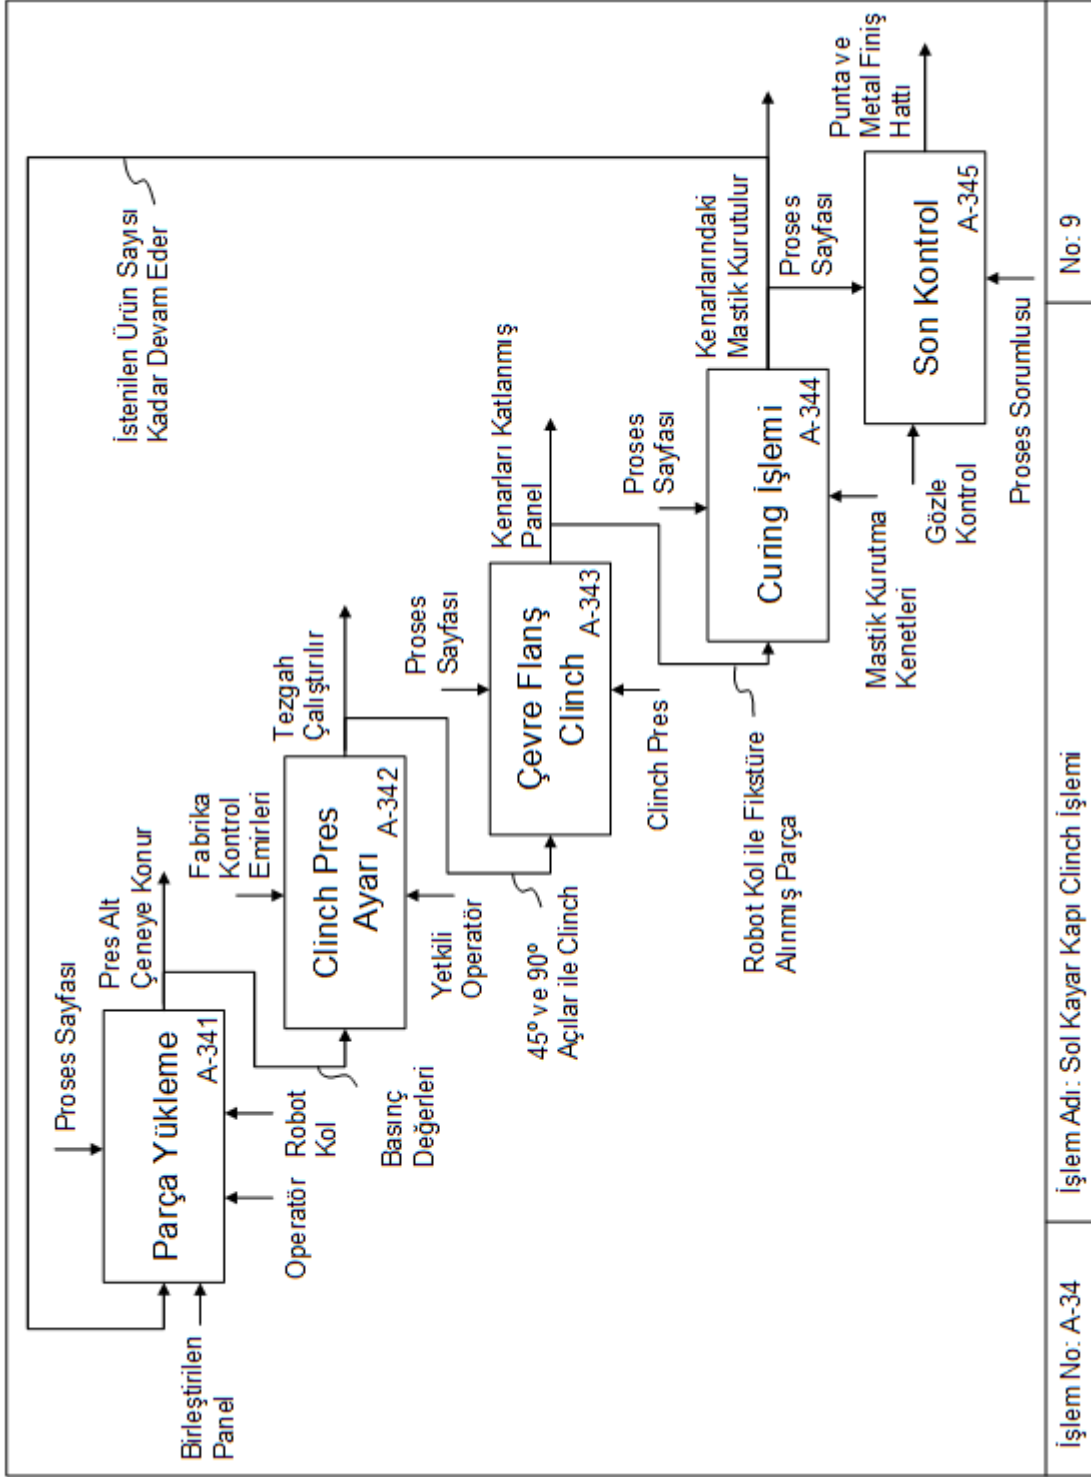 Proses Sayfası
Pres Alt
Çeneye Konur
Parça Yükleme
A-341
Birleştirilen
Panel
Operatör
Robot
Kol
Basınç
Değerleri
İstenilen Ürün Sayısı
Kadar Devam Eder
Fabrika
Kontrol
Emirleri
Tezgah
Çalıştırılır
Clinch Pres
Ayarı
A-342
Yetkili
Operatör
45º ve 90º
Açılar ile Clinch
Proses
Sayfası
Kenarları Katlanmış
Panel
Çevre Flanş
Clinch
A-343
Clinch Pres
Robot Kol ile Fikstüre
Alınmış Parça
Proses
Sayfası
Kenarlarındaki
Mastik Kurutulur
Curing İşlemi
A-344
Mastik Kurutma
Kenetleri
Proses
Sayfası
Punta ve
Metal Finiş
Hattı
Son Kontrol
A-345
Gözle
Kontrol
Proses Sorumlusu
İşlem No: A-34
İşlem Adı: Sol Kayar Kapı Clinch İşlemi
No: 9